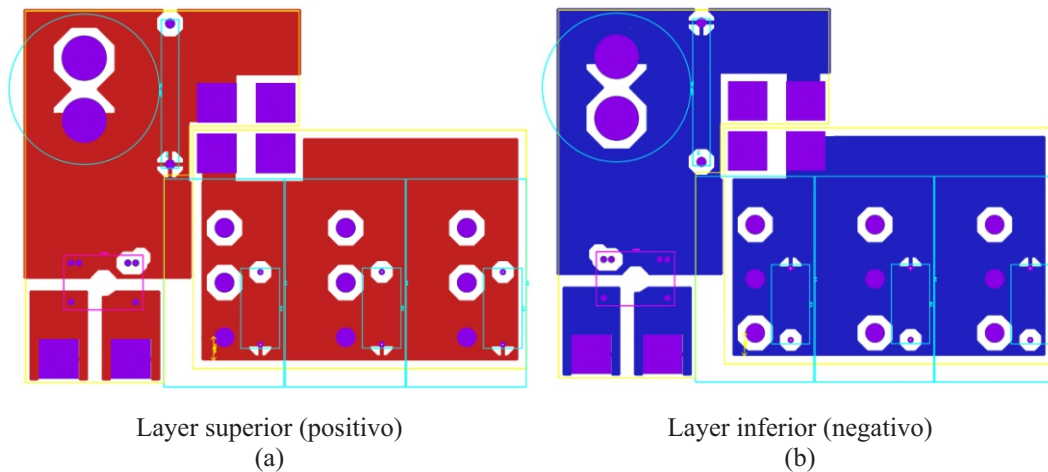 Layer superior (positivo)
(a)
Layer inferior (negativo)
(b)